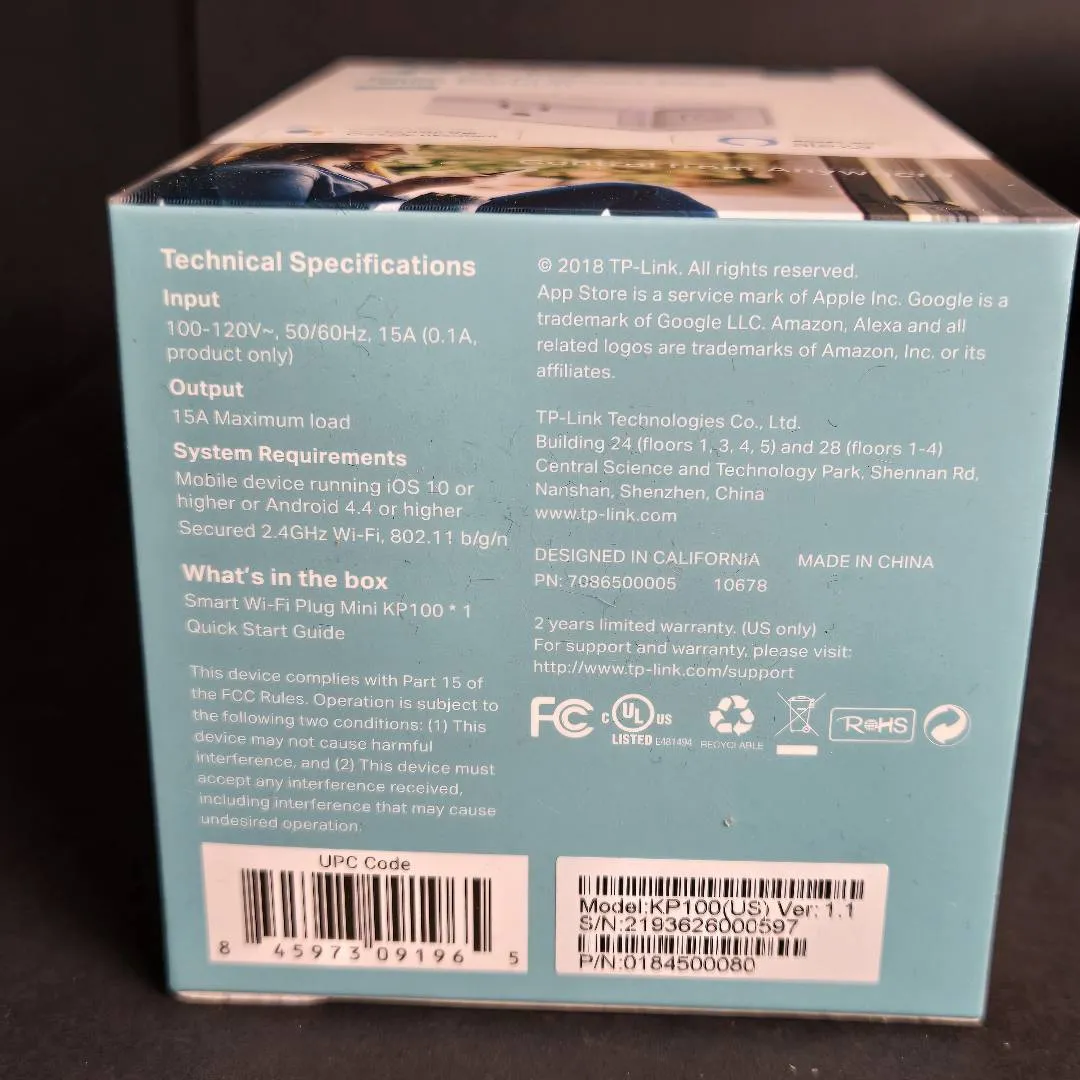 Control from Anywhere
Technical Specifications
Input
100-120V~, 50/60Hz, 15A (0.1A,
product only)
Output
15A Maximum load
System Requirements
Mobile device running iOS 10 or
higher or Android 4.4 or higher
Secured 2.4GHz Wi-Fi, 802.11 b/g/n
What's in the box
Smart Wi-Fi Plug Mini KP100 * 1
Quick Start Guide
This device complies with Part 15 of
the FCC Rules. Operation is subject to
the following two conditions: (1) This
device may not cause harmful
interference, and (2) This device must
accept any interference received,
including interference that may cause
undesired operation.
© 2018 TP-Link. All rights reserved.
App Store is a service mark of Apple Inc. Google is a
trademark of Google LLC. Amazon, Alexa and all
related logos are trademarks of Amazon, Inc. or its
affiliates.
TP-Link Technologies Co., Ltd.
Building 24 (floors 1, 3, 4, 5) and 28 (floors 1-4)
Central Science and Technology Park, Shennan Rd,
Nanshan, Shenzhen, China
www.tp-link.com
DESIGNED IN CALIFORNIA MADE IN CHINA
PN: 7086500005 10678
2 years limited warranty. (US only)
For support and warranty, please visit:
http://www.tp-link.com/support
FC C UL US RoHS
LISTED E481494 RECYCLABLE
UPC Code
8 45973 09196 5
Model:KP100(US) Ver: 1.1
S/N:2193626000597
P/N:0184500080